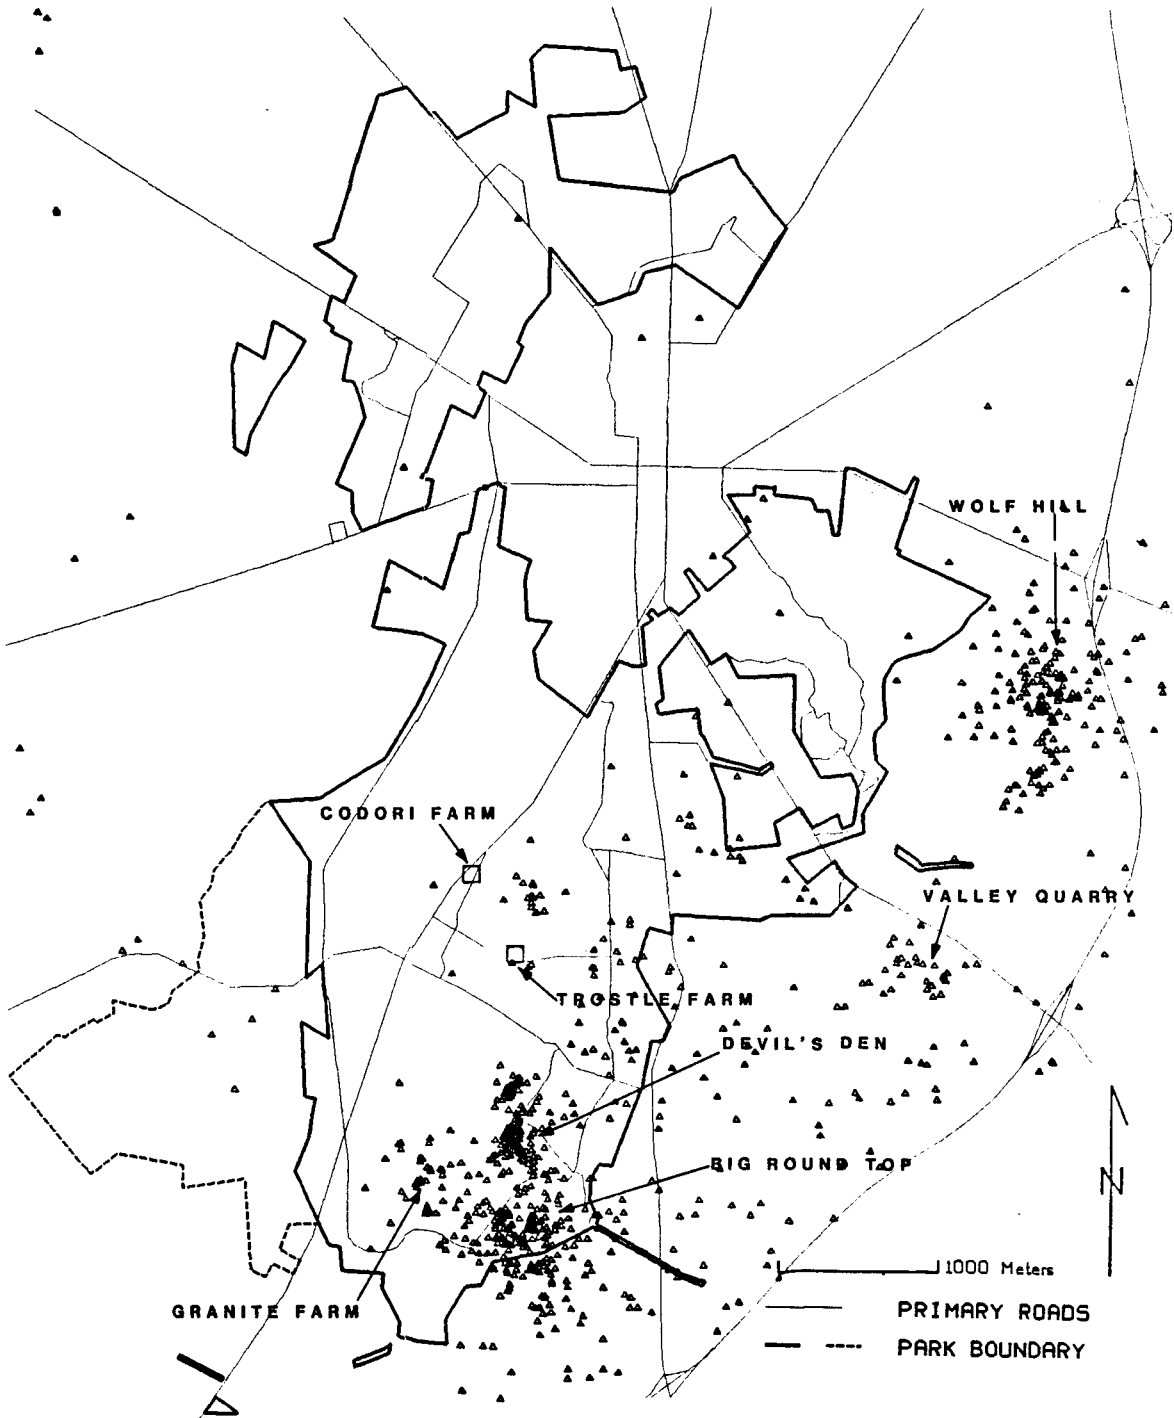 WOLF HILL
CODORI FARM
VALLEY QUARRY
TROSTLE FARM
DEVIL'S DEN
BIG ROUND TOP
N
1000 Meters
GRANITE FARM
PRIMARY ROADS
PARK BOUNDARY